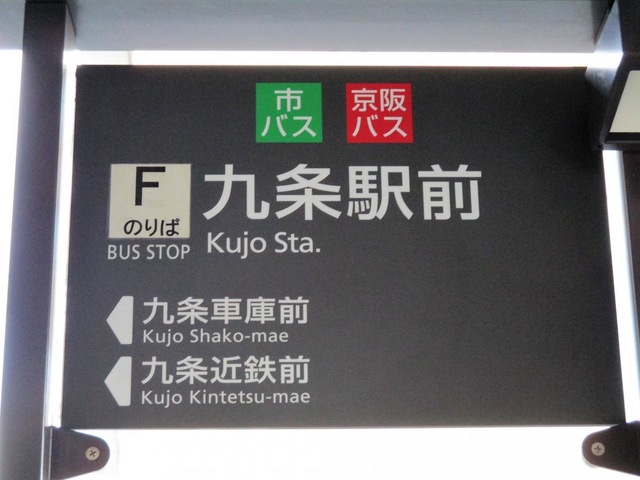 市バス
京阪バス
F
のりば
BUS STOP
九条駅前
Kujo Sta.
九条車庫前
Kujo Shako-mae
九条近鉄前
Kujo Kintetsu-mae